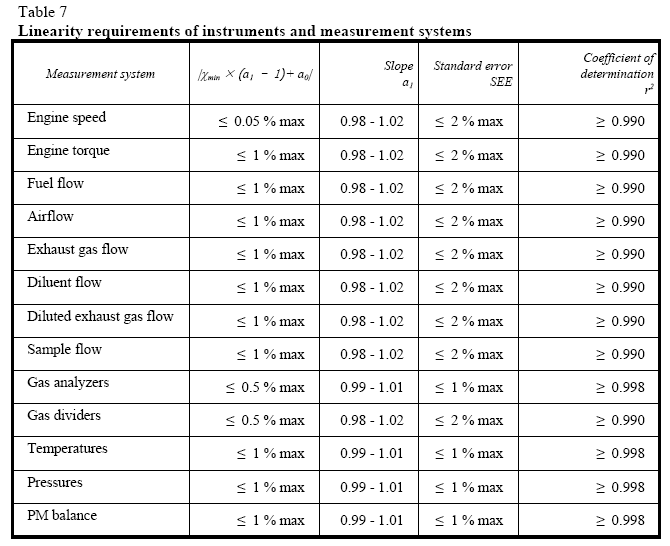 Table 7
Linearity requirements of instruments and measurement systems
Measurement system |χmin × (a1 − 1)+ a0| Slope a1 Standard error SEE Coefficient of determination r²
Engine speed ≤ 0.05 % max 0.98 - 1.02 ≤ 2 % max ≥ 0.990
Engine torque ≤ 1 % max 0.98 - 1.02 ≤ 2 % max ≥ 0.990
Fuel flow ≤ 1 % max 0.98 - 1.02 ≤ 2 % max ≥ 0.990
Airflow ≤ 1 % max 0.98 - 1.02 ≤ 2 % max ≥ 0.990
Exhaust gas flow ≤ 1 % max 0.98 - 1.02 ≤ 2 % max ≥ 0.990
Diluent flow ≤ 1 % max 0.98 - 1.02 ≤ 2 % max ≥ 0.990
Diluted exhaust gas flow ≤ 1 % max 0.98 - 1.02 ≤ 2 % max ≥ 0.990
Sample flow ≤ 1 % max 0.98 - 1.02 ≤ 2 % max ≥ 0.990
Gas analyzers ≤ 0.5 % max 0.99 - 1.01 ≤ 1 % max ≥ 0.998
Gas dividers ≤ 0.5 % max 0.98 - 1.02 ≤ 2 % max ≥ 0.990
Temperatures ≤ 1 % max 0.99 - 1.01 ≤ 1 % max ≥ 0.998
Pressures ≤ 1 % max 0.99 - 1.01 ≤ 1 % max ≥ 0.998
PM balance ≤ 1 % max 0.99 - 1.01 ≤ 1 % max ≥ 0.998